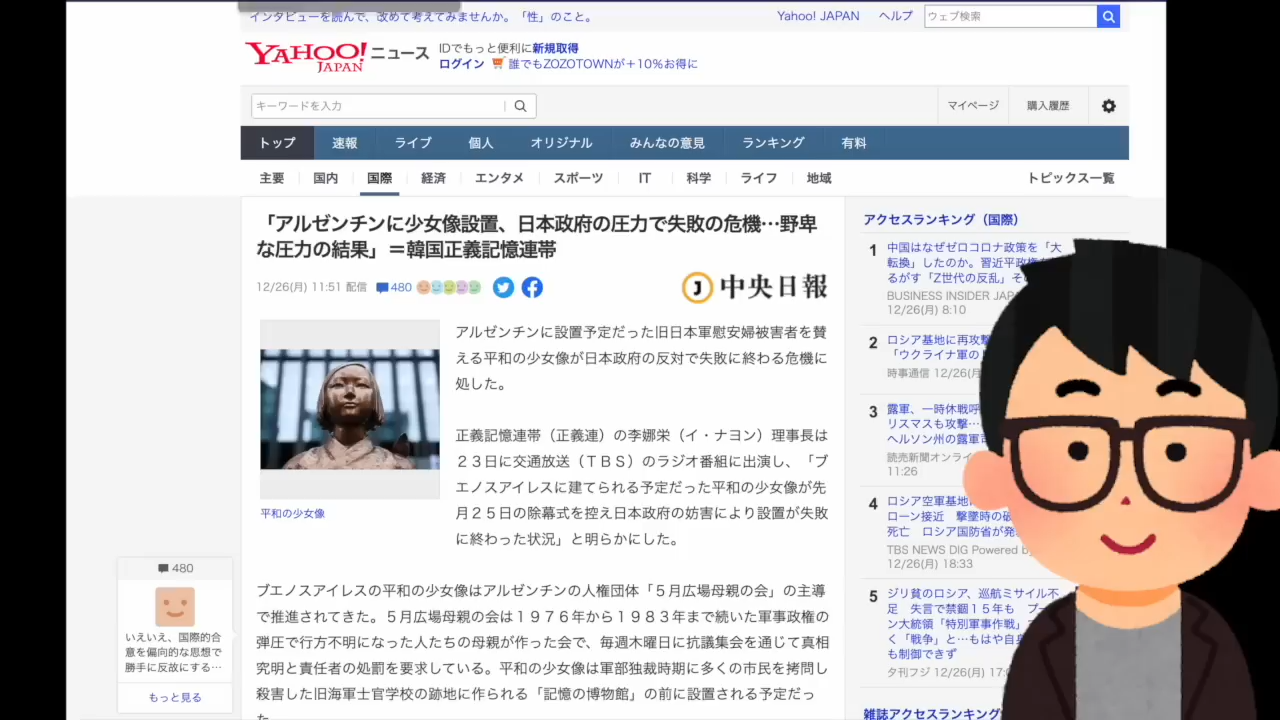 インタビューを読んで、改めて考えてみませんか。「性」のこと。
Yahoo! JAPAN ヘルプ
ウェブ検索
YAHOO! JAPAN ニュース
IDでもっと便利に新規取得
ログイン 誰でもZOZOTOWNが＋10％お得に
キーワードを入力
マイページ 購入履歴
トップ 速報 ライブ 個人 オリジナル みんなの意見 ランキング 有料
主要 国内 国際 経済 エンタメ スポーツ IT 科学 ライフ 地域 トピックス一覧
「アルゼンチンに少女像設置、日本政府の圧力で失敗の危機…野卑
な圧力の結果」＝韓国正義記憶連帯
12/26(月) 11:51 配信 480
J 中央日報
アルゼンチンに設置予定だった旧日本軍慰安婦被害者を賛
える平和の少女像が日本政府の反対で失敗に終わる危機に
処した。
正義記憶連帯（正義連）の李娜栄（イ・ナヨン）理事長は
２３日に交通放送（ＴＢＳ）のラジオ番組に出演し、「ブ
エノスアイレスに建てられる予定だった平和の少女像が先
月２５日の除幕式を控え日本政府の妨害により設置が失敗
に終わった状況」と明らかにした。
平和の少女像
ブエノスアイレスの平和の少女像はアルゼンチンの人権団体「５月広場母親の会」の主導
で推進されてきた。５月広場母親の会は１９７６年から１９８３年まで続いた軍事政権の
弾圧で行方不明になった人たちの母親が作った会で、毎週木曜日に抗議集会を通じて真相
究明と責任者の処罰を要求している。平和の少女像は軍部独裁時期に多くの市民を拷問し
殺害した旧海軍士官学校の跡地に作られる「記憶の博物館」の前に設置される予定だっ
た
480
いえいえ、国際的合
意を偏向的な思想で
勝手に反故にする…
もっと見る
アクセスランキング（国際）
1 中国はなぜゼロコロナ政策を「大
転換」したのか。習近平政権を
るがす「Z世代の反乱」そ
BUSINESS INSIDER JAP
12/26(月) 8:10
2 ロシア基地に再攻撃
「ウクライナ軍の
時事通信 12/26(月
3 露軍、一時休戦呼
リスマスも攻撃…
ヘルソン州の露軍
読売新聞オンライ
11:26
4 ロシア空軍基地
ローン接近 撃墜時の破
死亡 ロシア国防省が発
TBS NEWS DIG Powered by
12/26(月) 18:33
5 ジリ貧のロシア、巡航ミサイル不
足 失言で禁錮１５年も プー
ン大統領「特別軍事作戦」
く「戦争」と…もはや自身
も制御できず
夕刊フジ 12/26(月) 17:0
雑誌アクセスランキング